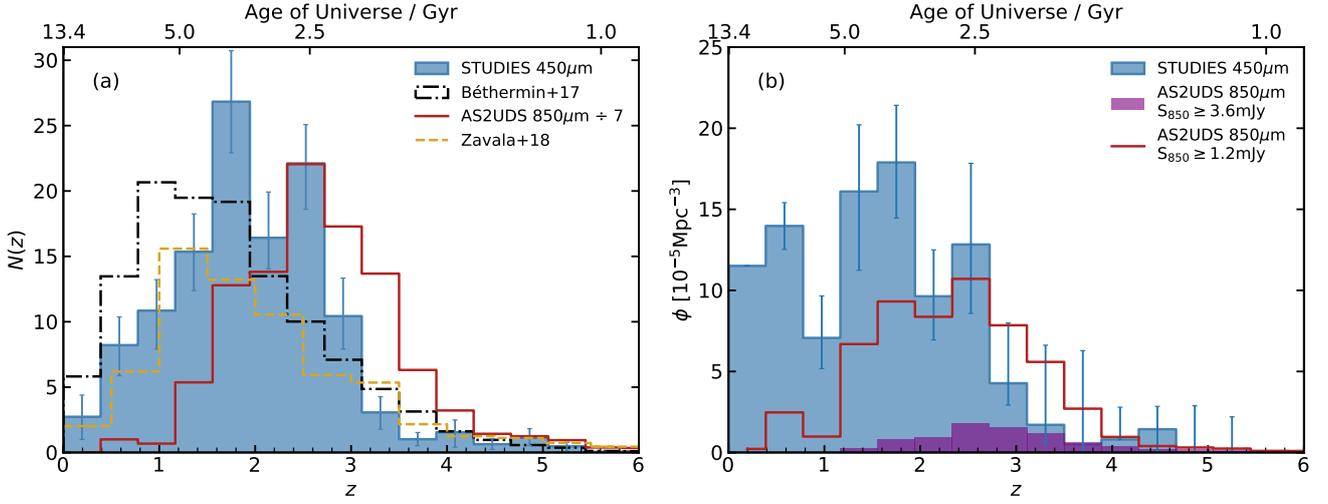 Age of Universe / Gyr
13.4 5.0 2.5 1.0
(a)
STUDIES 450μm
Béthermin+17
AS2UDS 850μm ÷ 7
Zavala+18
N(z)
30
25
20
15
10
5
0
0 1 2 3 4 5 6
z
Age of Universe / Gyr
13.4 5.0 2.5 1.0
(b)
STUDIES 450μm
AS2UDS 850μm
S₈₅₀ ≥ 3.6mJy
AS2UDS 850μm
S₈₅₀ ≥ 1.2mJy
ϕ [10⁻⁵Mpc⁻³]
25
20
15
10
5
0
0 1 2 3 4 5 6
z